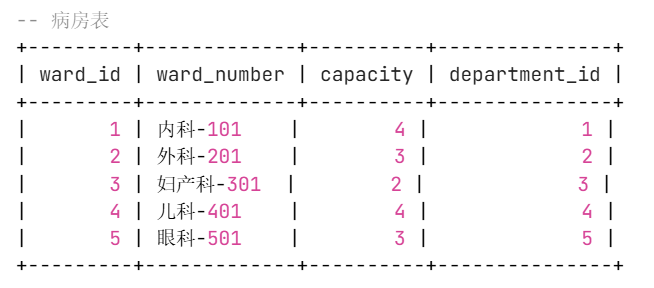 -- 病房表
+---------+-------------+----------+---------------+
| ward_id | ward_number | capacity | department_id |
+---------+-------------+----------+---------------+
|       1 | 内科-101    |        4 |             1 |
|       2 | 外科-201    |        3 |             2 |
|       3 | 妇产科-301  |        2 |             3 |
|       4 | 儿科-401    |        4 |             4 |
|       5 | 眼科-501    |        3 |             5 |
+---------+-------------+----------+---------------+